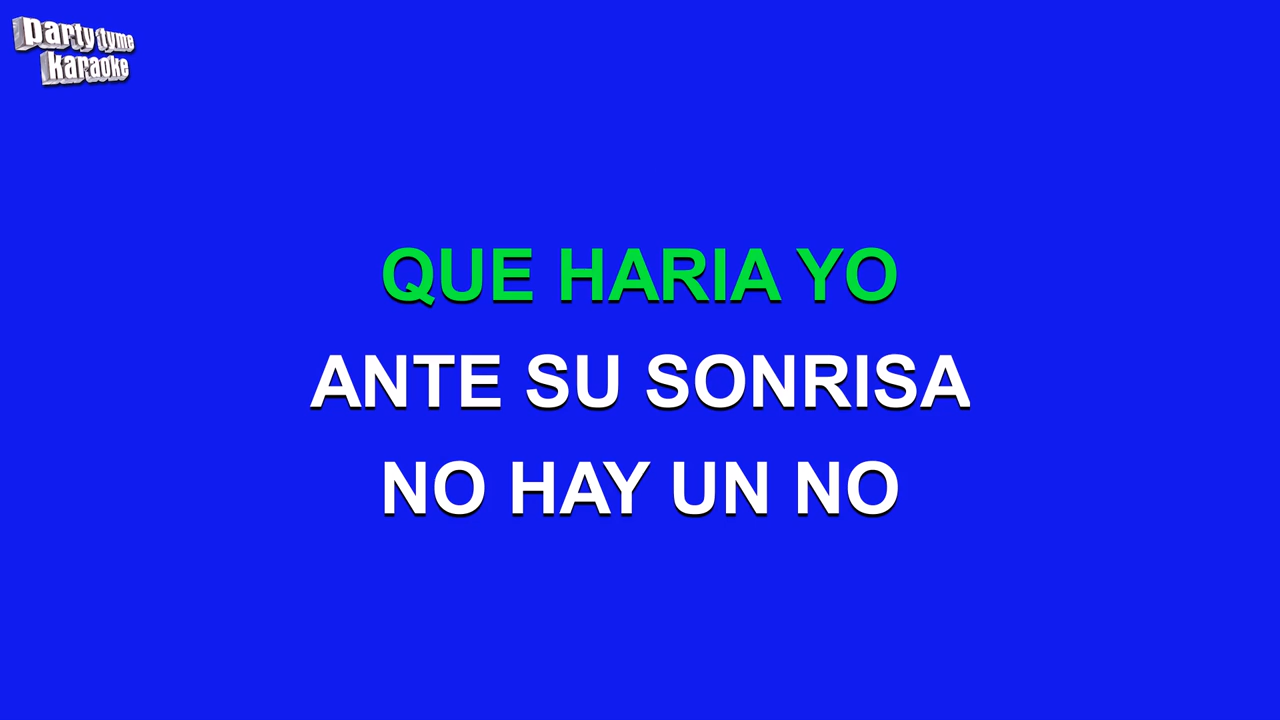 party tyme
karaoke
QUE HARIA YO
ANTE SU SONRISA
NO HAY UN NO